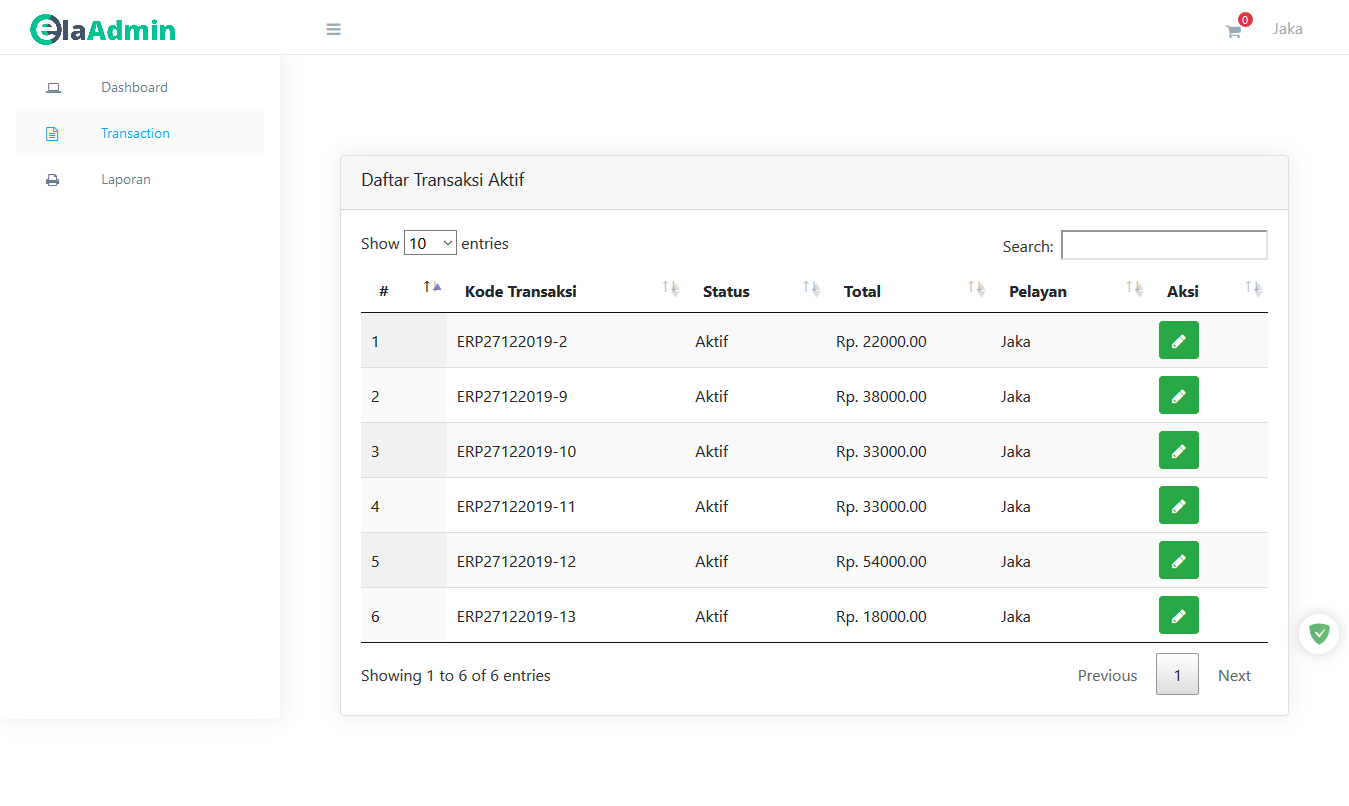 elaAdmin
0
Jaka
Dashboard
Transaction
Laporan
Daftar Transaksi Aktif
Show 10 entries
Search:
# Kode Transaksi Status Total Pelayan Aksi
1 ERP27122019-2 Aktif Rp. 22000.00 Jaka
2 ERP27122019-9 Aktif Rp. 38000.00 Jaka
3 ERP27122019-10 Aktif Rp. 33000.00 Jaka
4 ERP27122019-11 Aktif Rp. 33000.00 Jaka
5 ERP27122019-12 Aktif Rp. 54000.00 Jaka
6 ERP27122019-13 Aktif Rp. 18000.00 Jaka
Showing 1 to 6 of 6 entries
Previous 1 Next